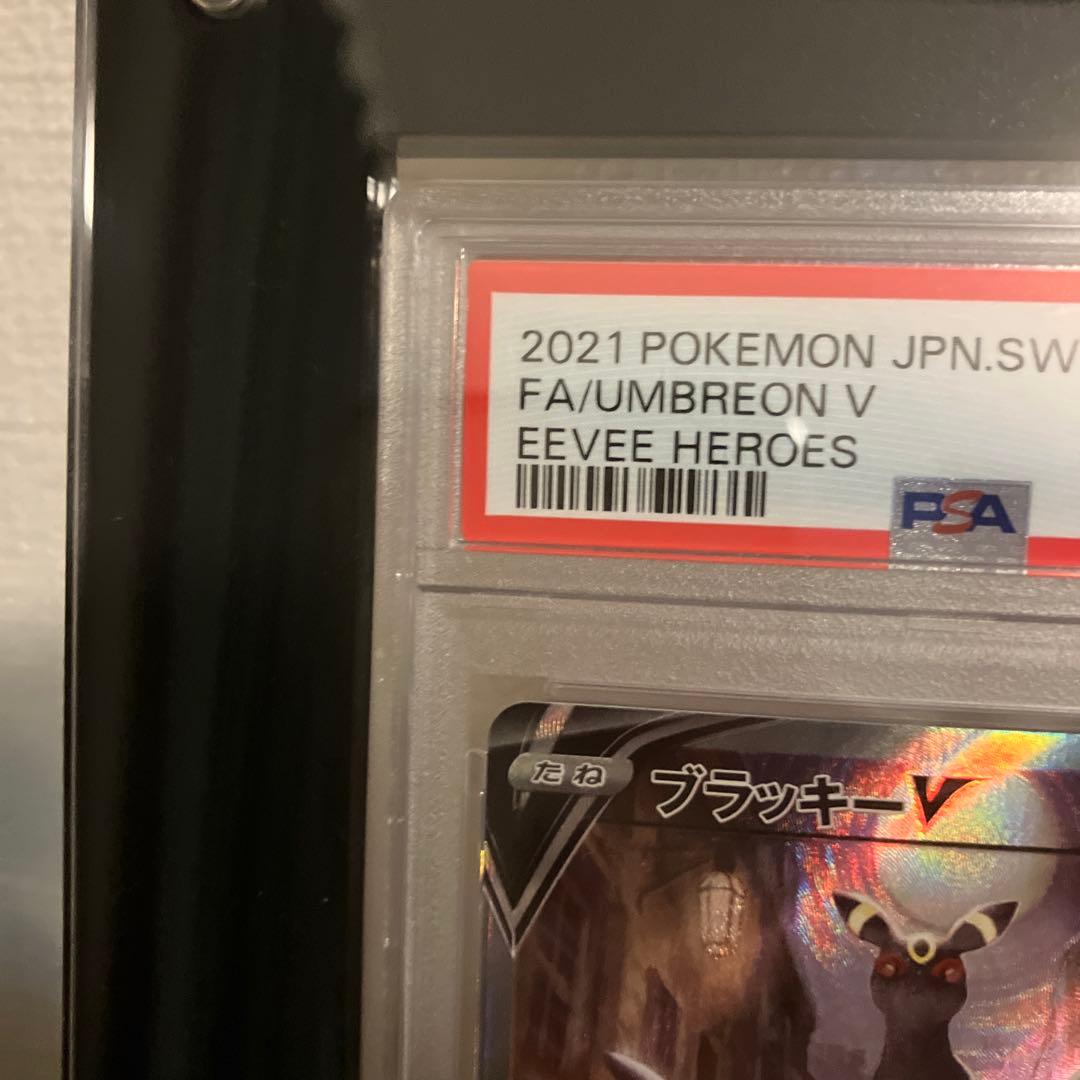 2021 POKEMON JPN.SW
FA/UMBREON V
EEVEE HEROES
PSA
たね
ブラッキーV